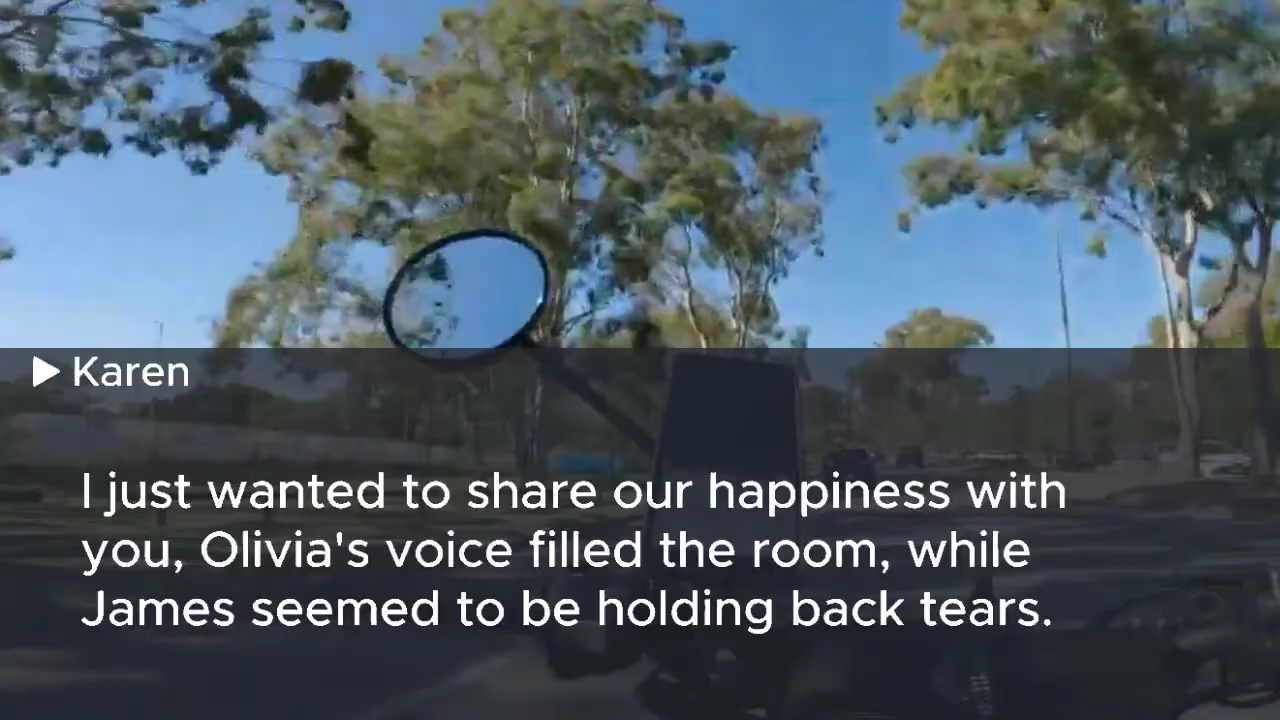 Karen
I just wanted to share our happiness with
you, Olivia's voice filled the room, while
James seemed to be holding back tears.